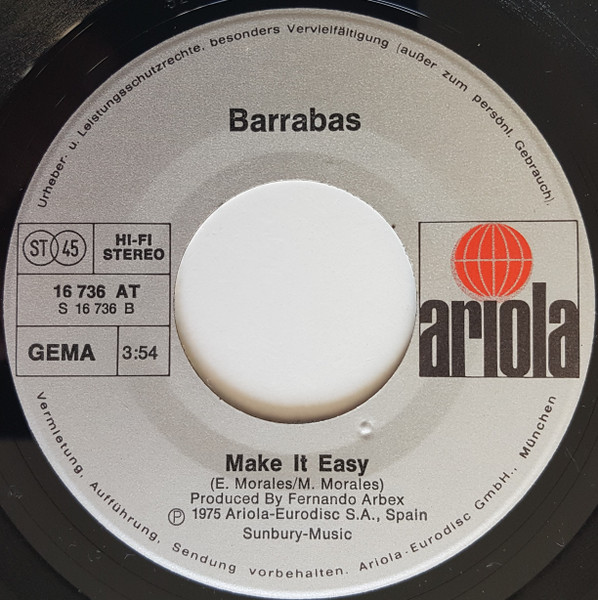 Urheber- u. Leistungsschutzrechte, besonders Vervielfältigung (außer zum persönl. Gebrauch),
Barrabas
ST 45
HI-FI
STEREO
16 736 AT
S 16 736 B
GEMA
3:54
ariola
Make It Easy
(E. Morales/M. Morales)
Produced By Fernando Arbex
Ⓟ 1975 Ariola-Eurodisc S.A., Spain
Sunbury-Music
Vermietung, Aufführung, Sendung vorbehalten. Ariola-Eurodisc GmbH., München